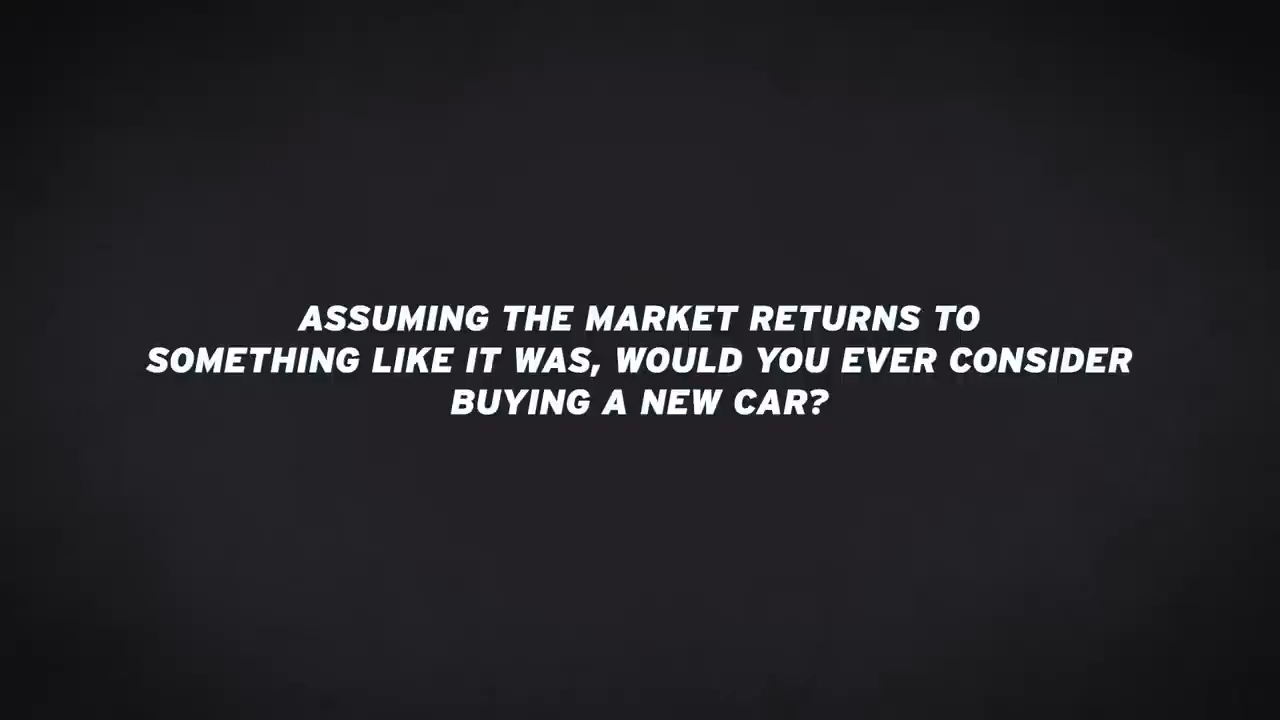 ASSUMING THE MARKET RETURNS TO
SOMETHING LIKE IT WAS, WOULD YOU EVER CONSIDER
BUYING A NEW CAR?